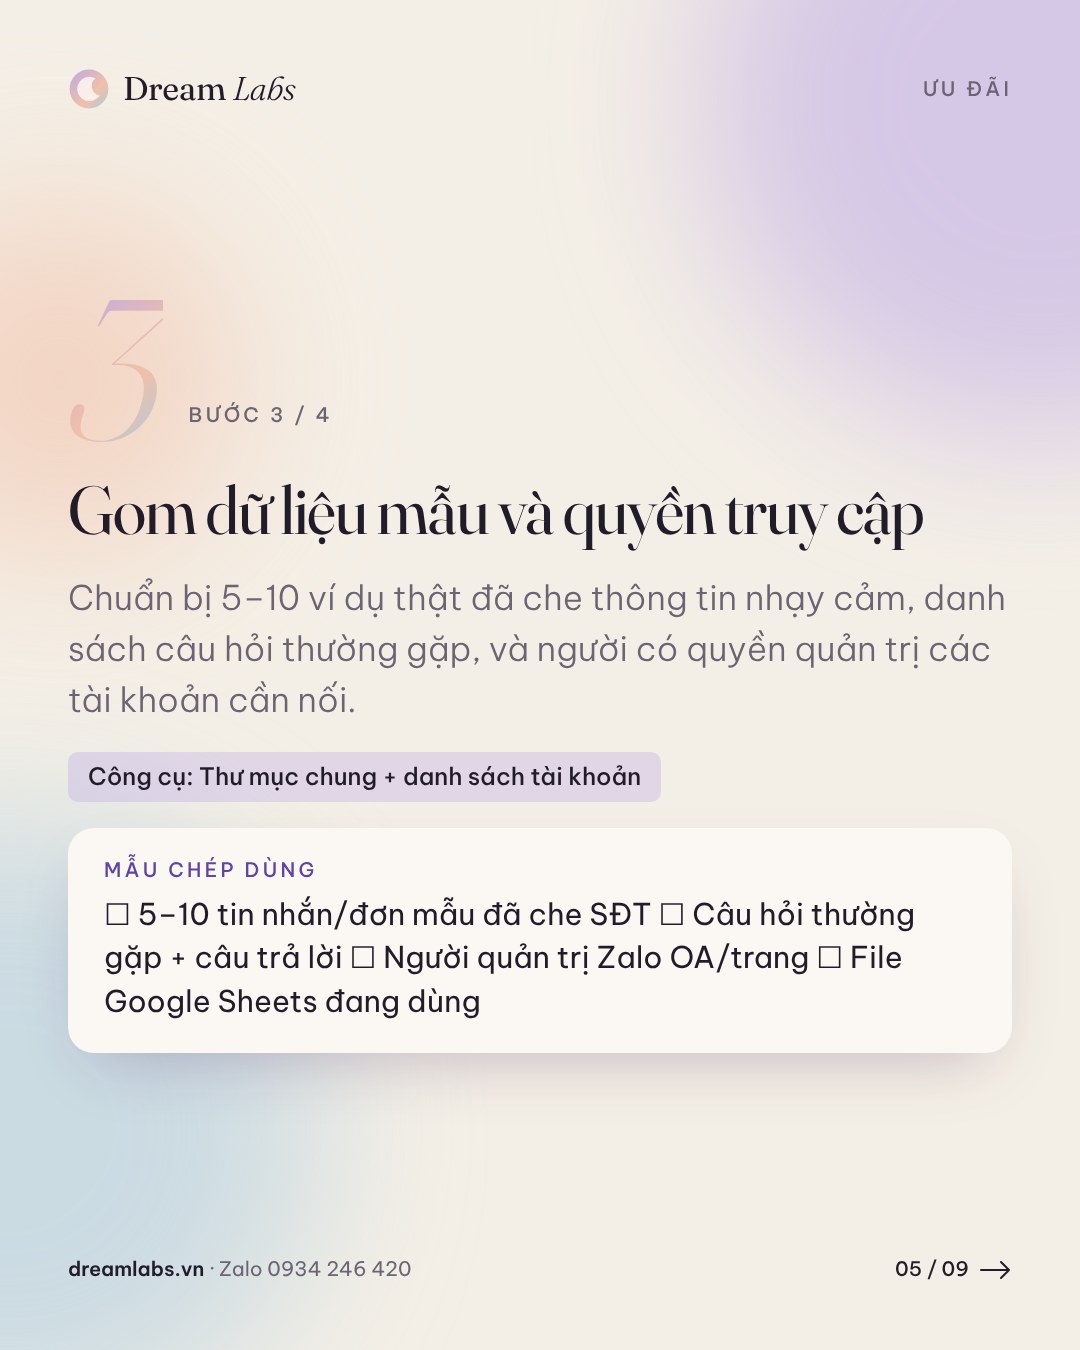 Dream Labs
ƯU ĐÃI
3
BƯỚC 3 / 4
Gom dữ liệu mẫu và quyền truy cập
Chuẩn bị 5–10 ví dụ thật đã che thông tin nhạy cảm, danh
sách câu hỏi thường gặp, và người có quyền quản trị các
tài khoản cần nối.
Công cụ: Thư mục chung + danh sách tài khoản
MẪU CHÉP DÙNG
☐ 5–10 tin nhắn/đơn mẫu đã che SĐT ☐ Câu hỏi thường
gặp + câu trả lời ☐ Người quản trị Zalo OA/trang ☐ File
Google Sheets đang dùng
dreamlabs.vn · Zalo 0934 246 420
05 / 09 →